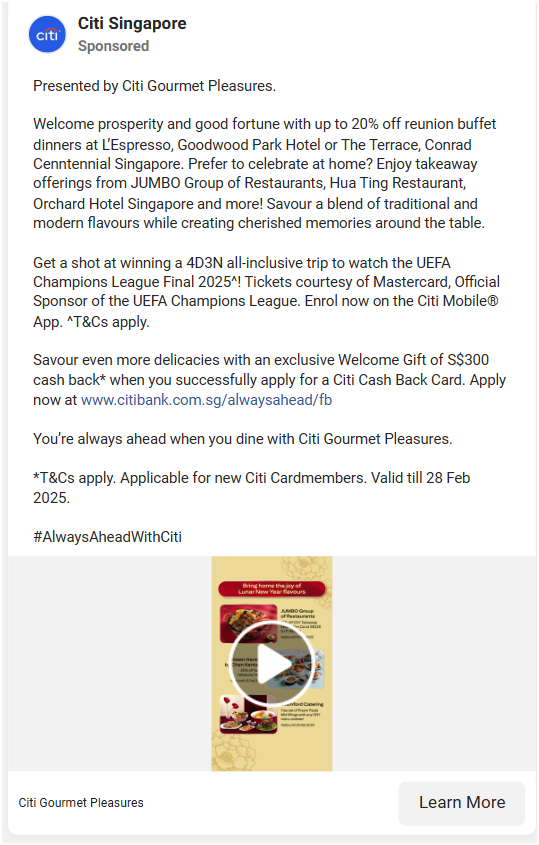 citi
Citi Singapore
Sponsored
Presented by Citi Gourmet Pleasures.
Welcome prosperity and good fortune with up to 20% off reunion buffet
dinners at L’Espresso, Goodwood Park Hotel or The Terrace, Conrad
Cenntennial Singapore. Prefer to celebrate at home? Enjoy takeaway
offerings from JUMBO Group of Restaurants, Hua Ting Restaurant,
Orchard Hotel Singapore and more! Savour a blend of traditional and
modern flavours while creating cherished memories around the table.
Get a shot at winning a 4D3N all-inclusive trip to watch the UEFA
Champions League Final 2025^! Tickets courtesy of Mastercard, Official
Sponsor of the UEFA Champions League. Enrol now on the Citi Mobile®
App. ^T&Cs apply.
Savour even more delicacies with an exclusive Welcome Gift of S$300
cash back* when you successfully apply for a Citi Cash Back Card. Apply
now at www.citibank.com.sg/alwaysahead/fb
You’re always ahead when you dine with Citi Gourmet Pleasures.
*T&Cs apply. Applicable for new Citi Cardmembers. Valid till 28 Feb
2025.
#AlwaysAheadWithCiti
Bring home the joy of
Lunar New Year flavours
JUMBO Group
of Restaurants
Catering
Citi Gourmet Pleasures
Learn More